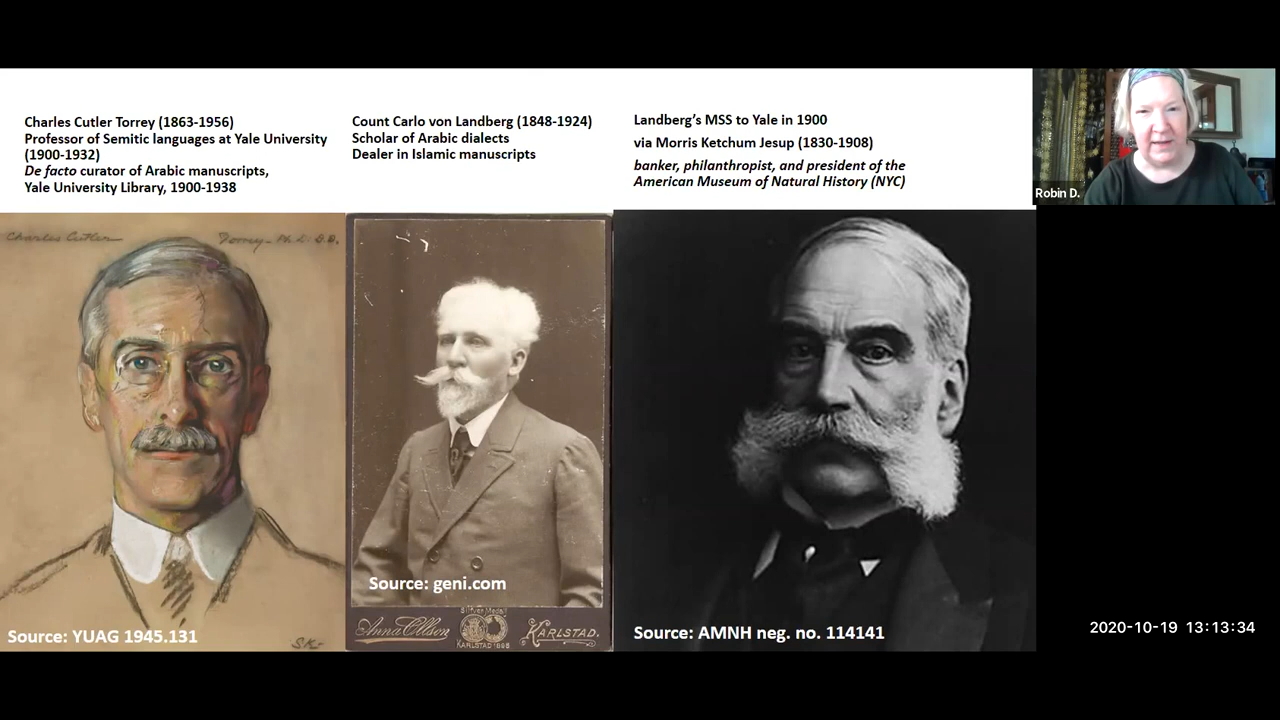 Charles Cutler Torrey (1863-1956)
Professor of Semitic languages at Yale University
(1900-1932)
De facto curator of Arabic manuscripts,
Yale University Library, 1900-1938
Count Carlo von Landberg (1848-1924)
Scholar of Arabic dialects
Dealer in Islamic manuscripts
Landberg's MSS to Yale in 1900
via Morris Ketchum Jesup (1830-1908)
banker, philanthropist, and president of the
American Museum of Natural History (NYC)
Robin D.
Charles Cutler
Source: YUAG 1945.131
Source: geni.com
Anna Ollson
KARLSTAD.
Source: AMNH neg. no. 114141
2020-10-19 13:13:34